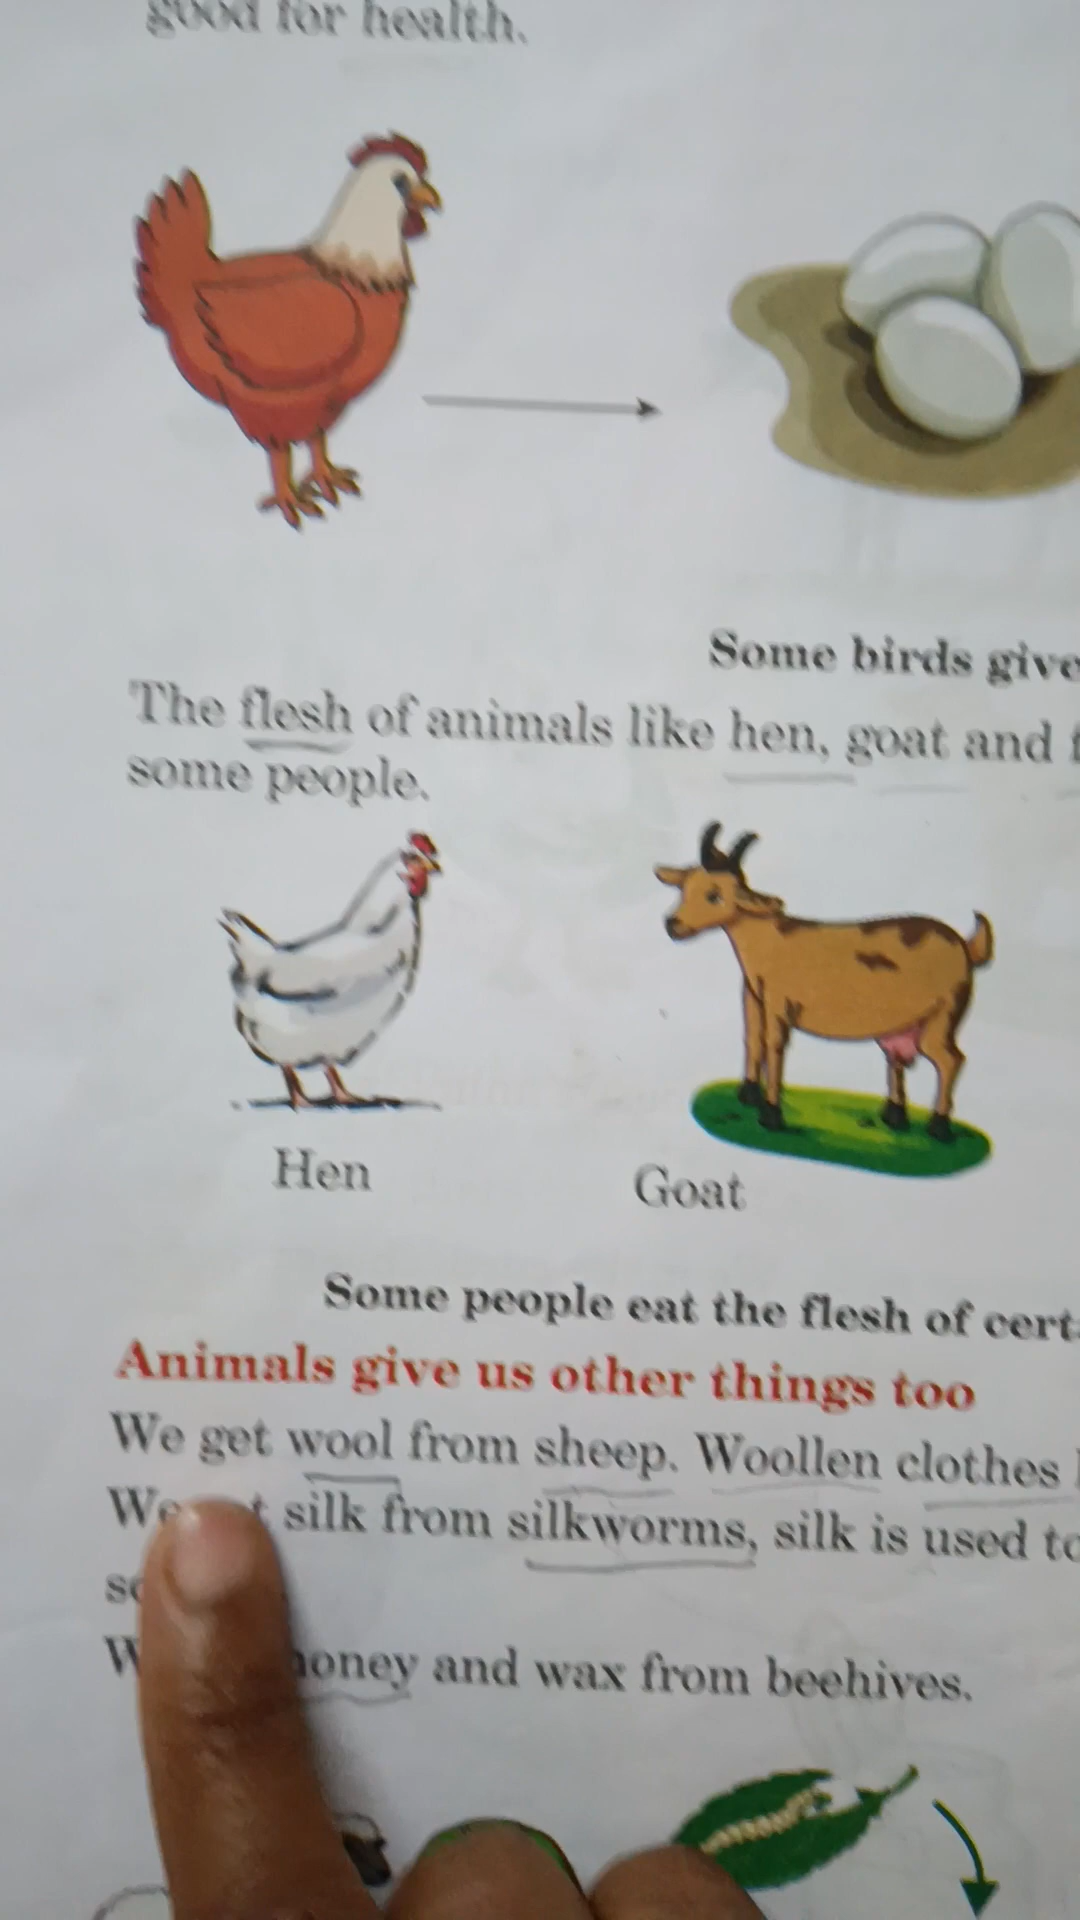 good for health.
Some birds give
The flesh of animals like hen, goat and
some people.
Hen
Goat
Some people eat the flesh of
Animals give us other things too
We get wool from sheep. Woollen clothes
silk from silkworms, silk is used to
and wax from beehives.